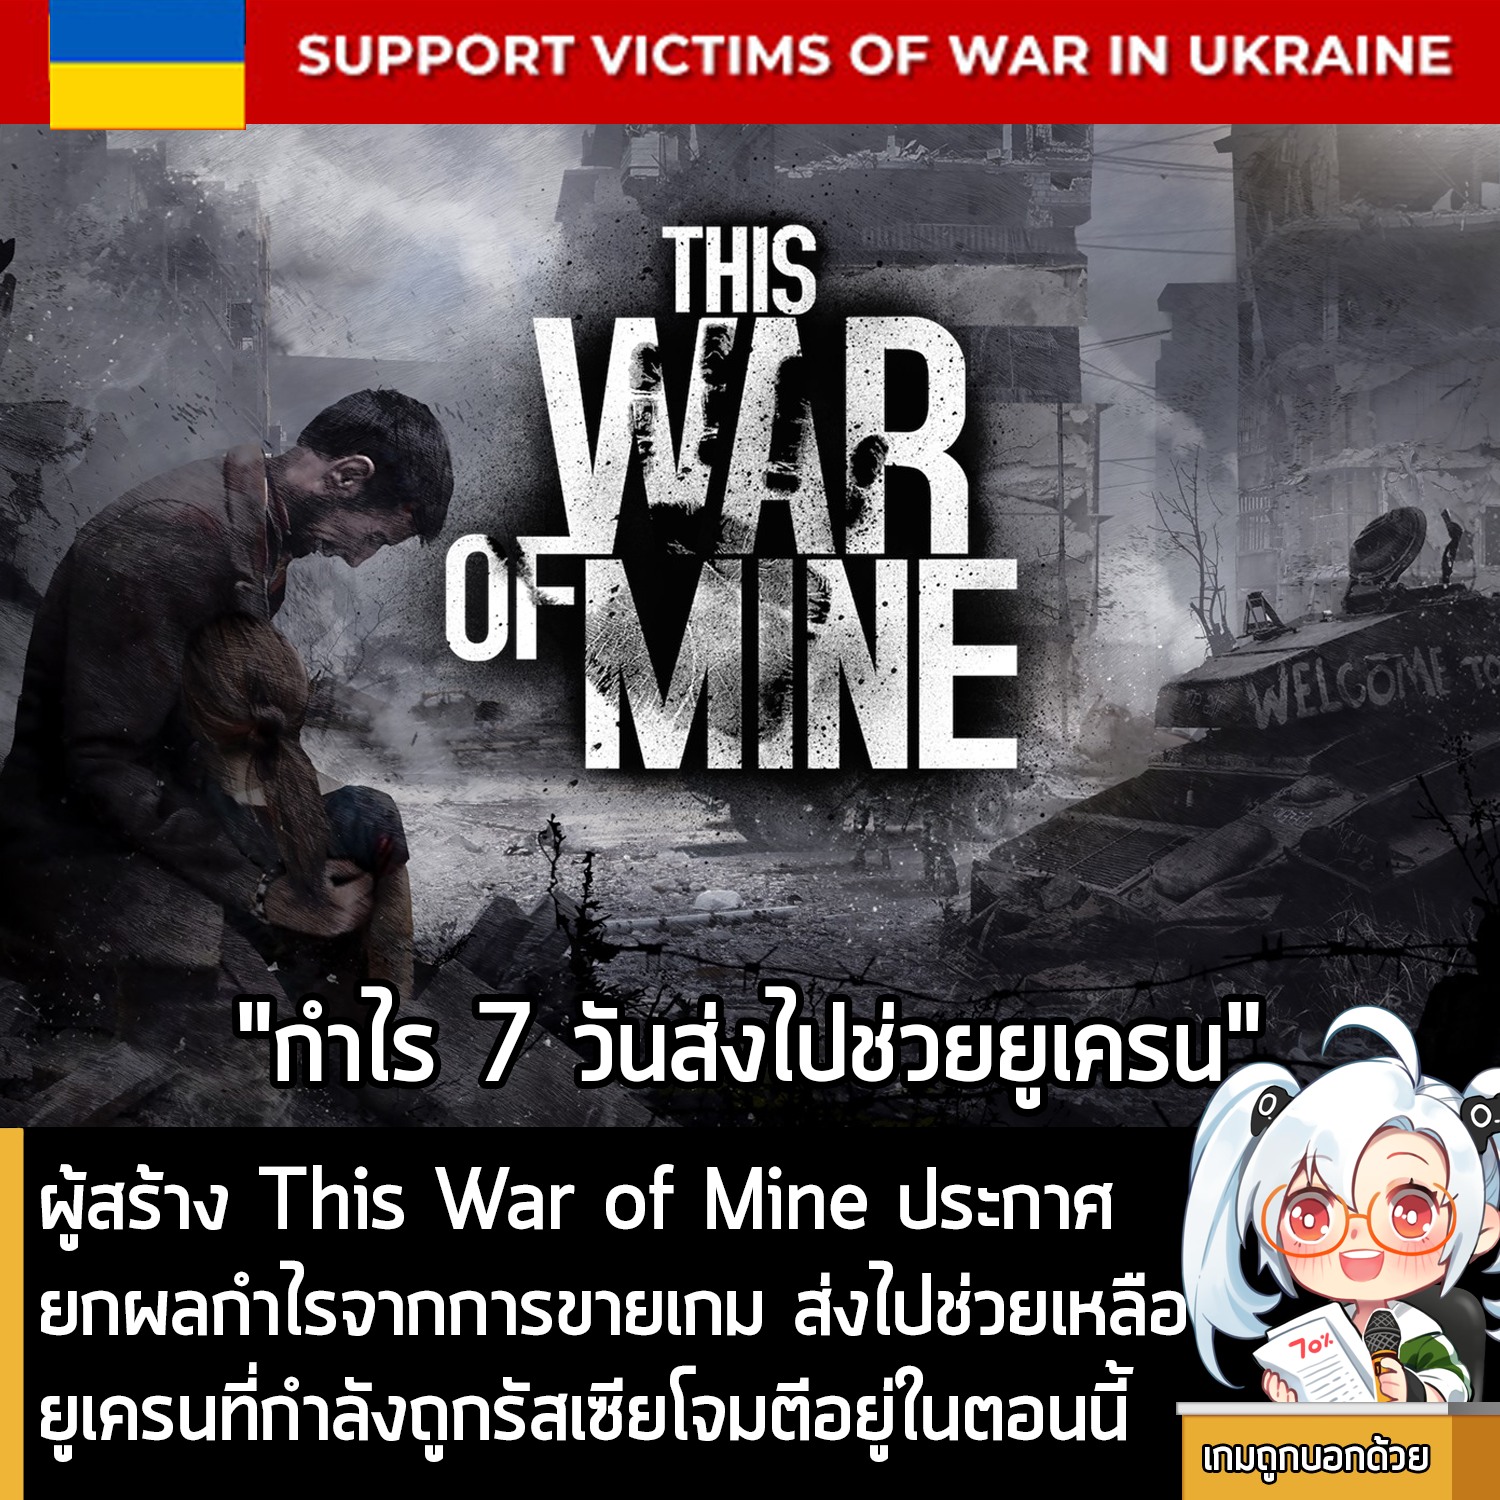 SUPPORT VICTIMS OF WAR IN UKRAINE
THIS
WAR
OF MINE
WELCOME TO
"กำไร 7 วันส่งไปช่วยยูเครน"
ผู้สร้าง This War of Mine ประกาศ
ยกผลกำไรจากการขายเกม ส่งไปช่วยเหลือ
ยูเครนที่กำลังถูกรัสเซียโจมตีอยู่ในตอนนี้
70%
เกมถูกบอกด้วย